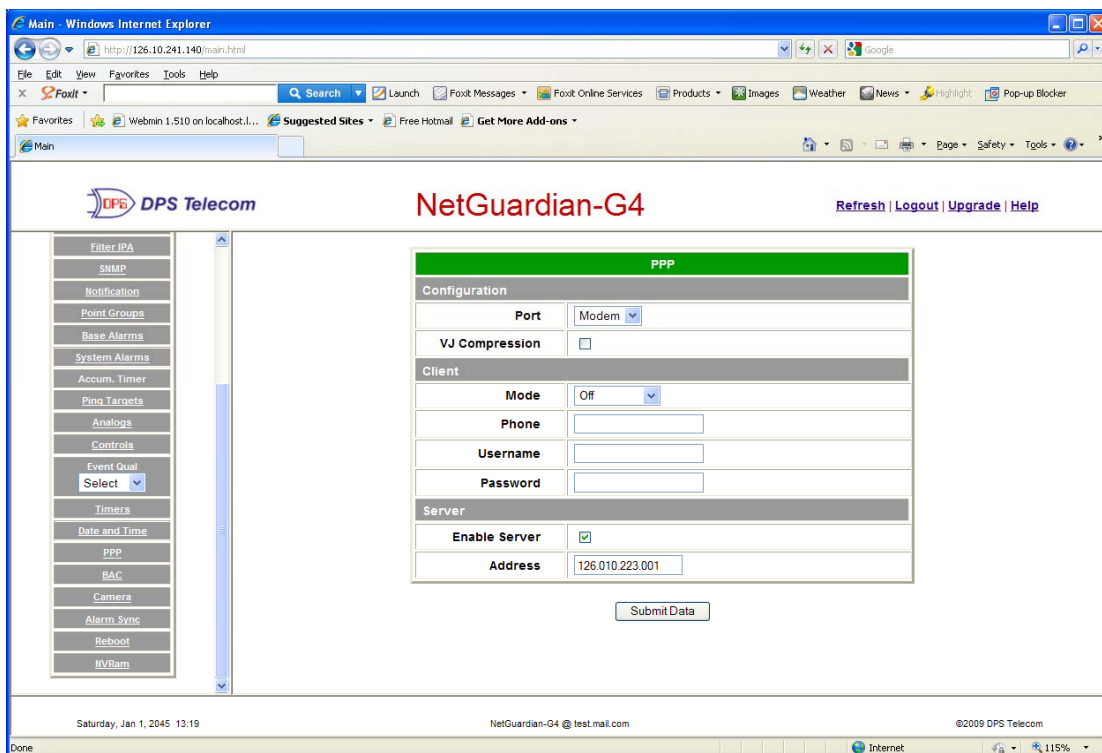 Main - Windows Internet Explorer
http://126.10.241.140/main.html
Google
File Edit View Favorites Tools Help
x Foxit Search Launch Foxit Messages Foxit Online Services Products Images Weather News Highlight Pop-up Blocker
Favorites Webmin 1.510 on localhost.l... Suggested Sites Free Hotmail Get More Add-ons
Main
Page Safety Tools
DPS DPS Telecom
NetGuardian-G4
Refresh | Logout | Upgrade | Help
Filter IPA
SNMP
Notification
Point Groups
Base Alarms
System Alarms
Accum. Timer
Ping Targets
Analogs
Controls
Event Qual
Select
Timers
Date and Time
PPP
BAC
Camera
Alarm Sync
Reboot
NVRam
PPP
Configuration
Port Modem
VJ Compression
Client
Mode Off
Phone
Username
Password
Server
Enable Server
Address 126.010.223.001
Submit Data
Saturday, Jan 1, 2045 13:19
NetGuardian-G4 @ test.mail.com
©2009 DPS Telecom
Done
Internet
115%